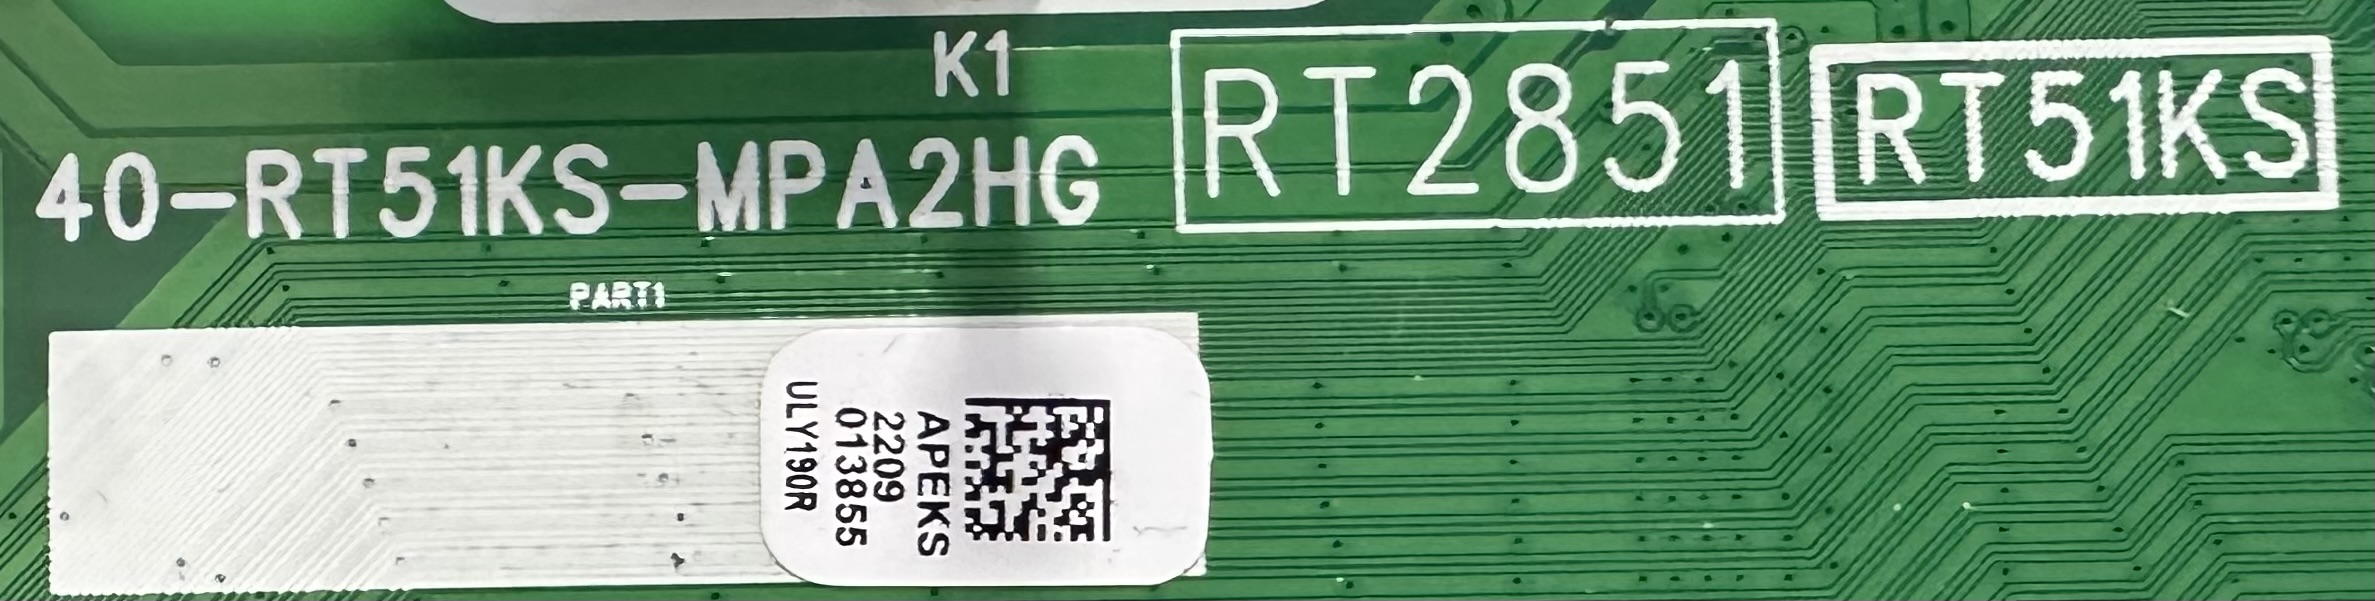 K1
40-RT51KS-MPA2HG
RT2851
RT51KS
PART1
APEKS
2209
013855
ULY190R